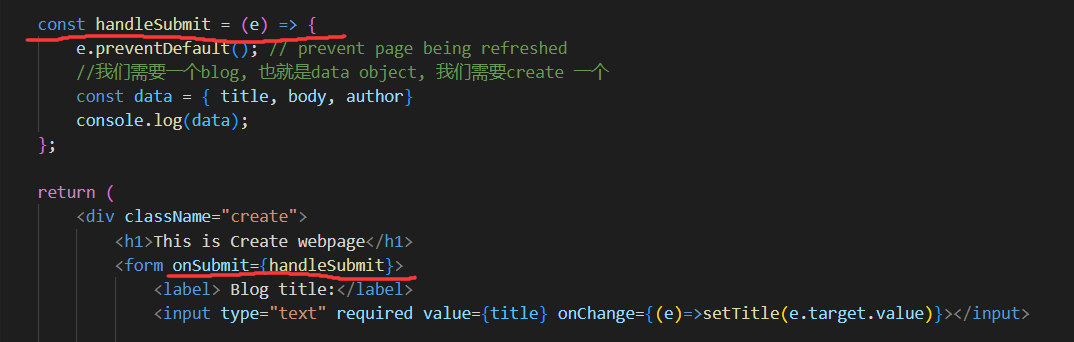 const handleSubmit = (e) => {
e.preventDefault(); // prevent page being refreshed
//我们需要一个blog, 也就是data object, 我们需要create 一个
const data = { title, body, author}
console.log(data);
};
return (
<div className="create">
<h1>This is Create webpage</h1>
<form onSubmit={handleSubmit}>
<label> Blog title:</label>
<input type="text" required value={title} onChange={(e)=>setTitle(e.target.value)}></input>